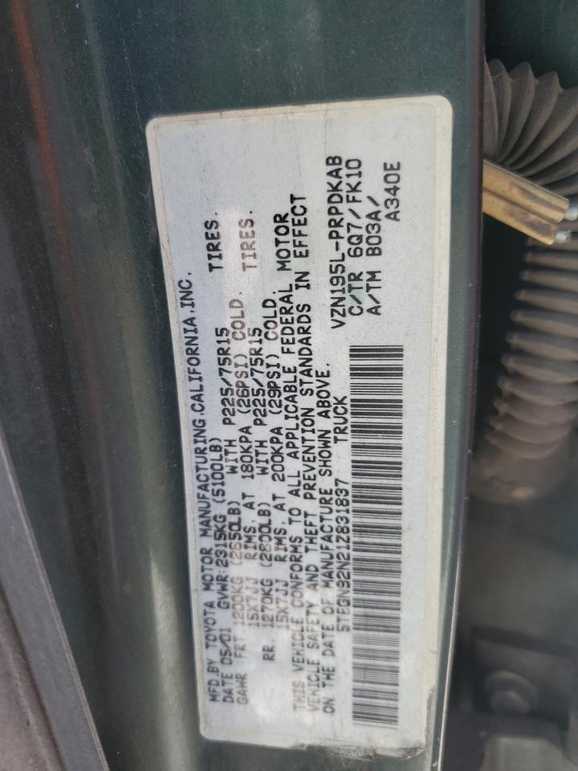 MFD.BY TOYOTA MOTOR MANUFACTURING.CALIFORNIA.INC.
DATE 05/01 GVWR:2315KG(5100LB)
GAWR FRT 1200KG (2650LB) WITH P225/75R15 TIRES.
15X7JJ RIMS. AT 180KPA (26PSI) COLD.
RR. 1270KG (2800LB) WITH P225/75R15 TIRES.
15X7JJ RIMS. AT 200KPA (29PSI) COLD.
THIS VEHICLE CONFORMS TO ALL APPLICABLE FEDERAL MOTOR
VEHICLE SAFETY AND THEFT PREVENTION STANDARDS IN EFFECT
ON THE DATE OF MANUFACTURE SHOWN ABOVE.
5TEGN92N21Z831837 TRUCK
VZN195L-PRPDKAB
C/TR 6Q7/FK10
A/TM B03A/
A340E